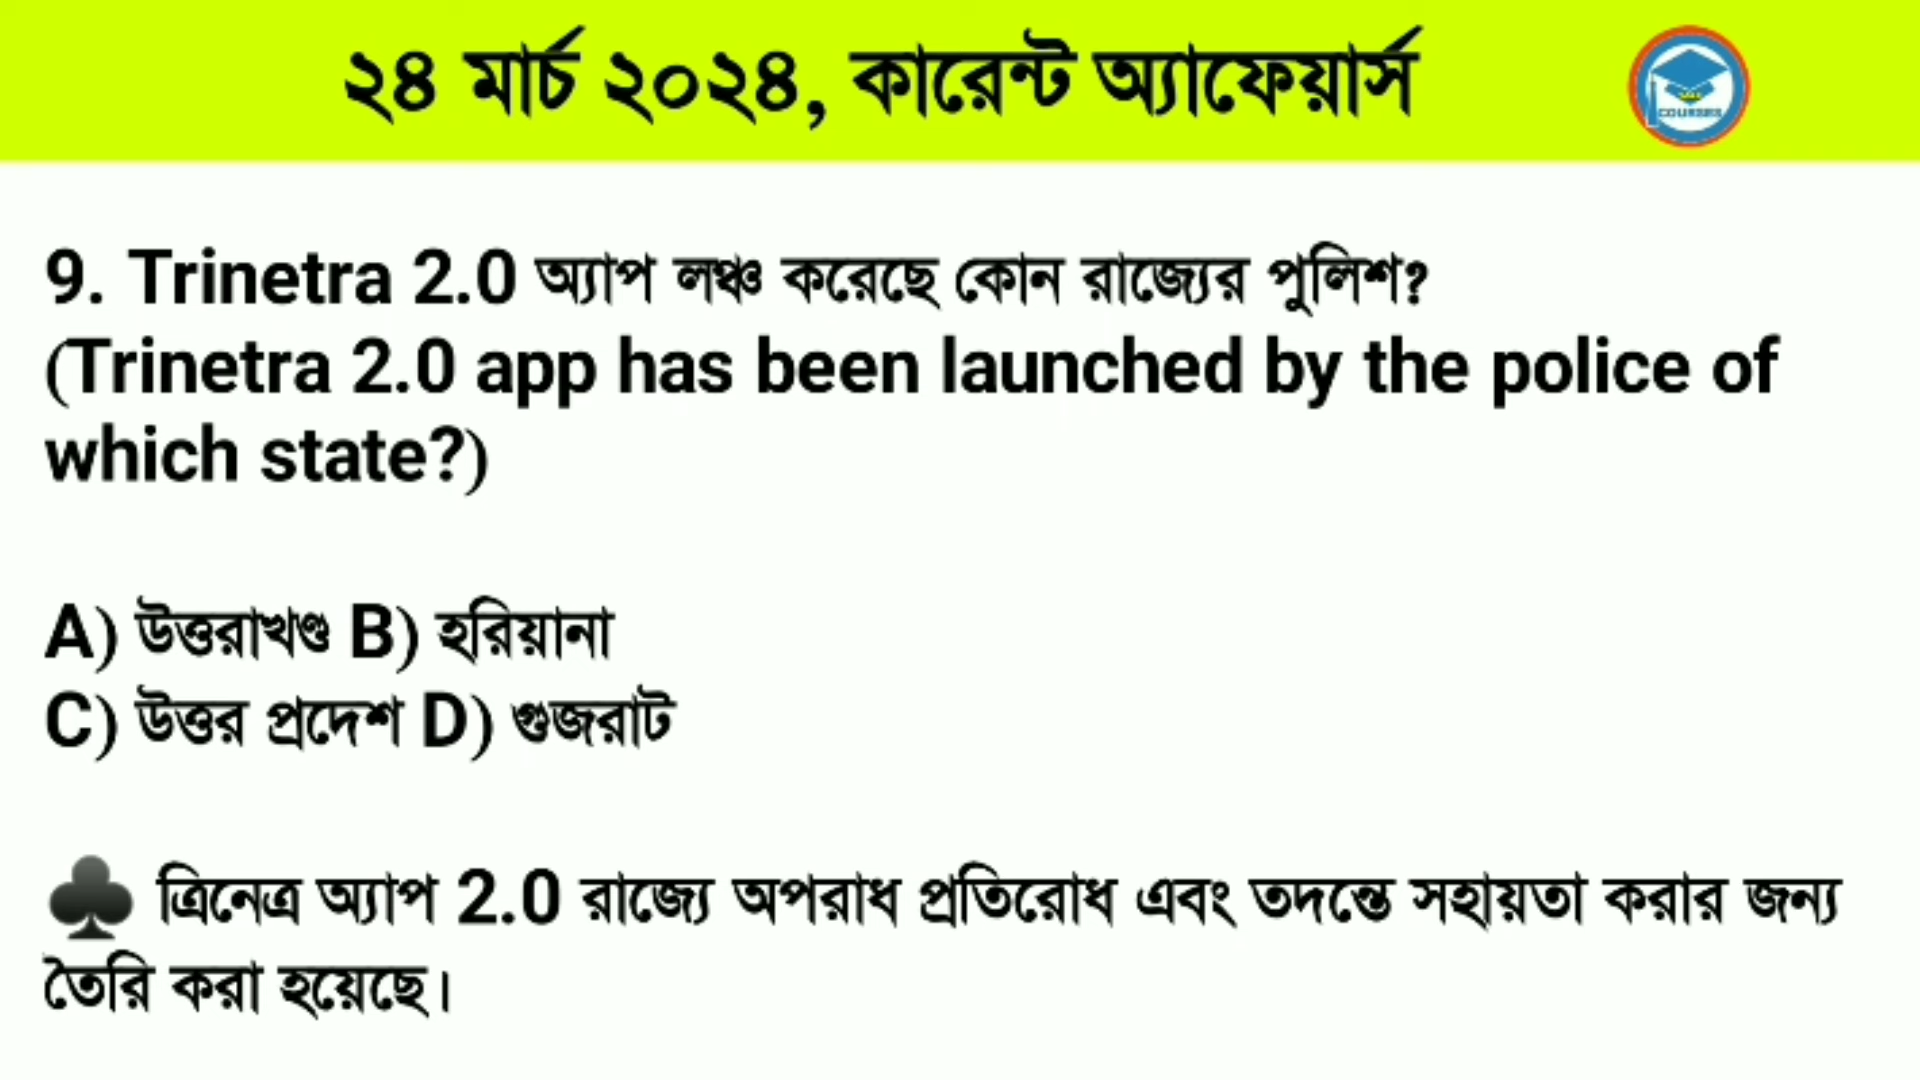 ২৪ মার্চ ২০২৪, কারেন্ট অ্যাফেয়ার্স
COURSES
9. Trinetra 2.0 অ্যাপ লঞ্চ করেছে কোন রাজ্যের পুলিশ?
(Trinetra 2.0 app has been launched by the police of
which state?)
A) উত্তরাখণ্ড B) হরিয়ানা
C) উত্তর প্রদেশ D) গুজরাট
♣ ত্রিনেত্র অ্যাপ 2.0 রাজ্যে অপরাধ প্রতিরোধ এবং তদন্তে সহায়তা করার জন্য
তৈরি করা হয়েছে।